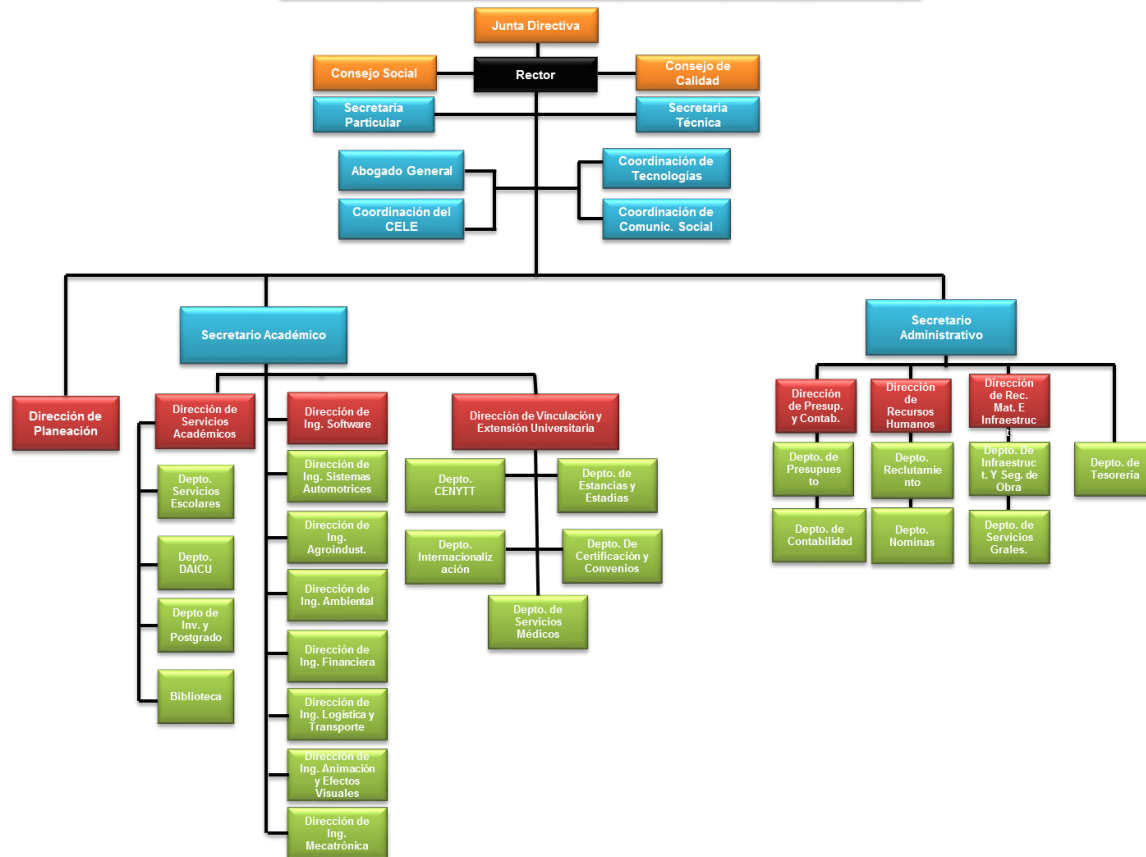 Junta Directiva
Consejo Social
Rector
Consejo de
Calidad
Secretaria
Particular
Secretaria
Técnica
Abogado General
Coordinación de
Tecnologías
Coordinación del
CELE
Coordinación de
Comunic. Social
Secretario Académico
Secretario
Administrativo
Dirección de
Planeación
Dirección de
Servicios
Académicos
Dirección de
Ing. Software
Dirección de Vinculación y
Extensión Universitaria
Dirección
de Presup.
y Contab.
Dirección
de
Recursos
Humanos
Dirección
de Rec.
Mat. E
Infraestruc
t
Depto.
Servicios
Escolares
Depto.
DAICU
Depto de
Inv. y
Postgrado
Biblioteca
Dirección de
Ing. Sistemas
Automotrices
Dirección de
Ing.
Agroindust.
Dirección de
Ing. Ambiental
Dirección de
Ing. Financiera
Dirección de
Ing. Logística y
Transporte
Dirección de
Ing. Animación
y Efectos
Visuales
Dirección de
Ing.
Mecatrónica
Depto.
CENYTT
Depto. de
Estancias y
Estadías
Depto.
Internacionaliz
ación
Depto. De
Certificación y
Convenios
Depto. de
Servicios
Médicos
Depto. de
Presupues
to
Depto. de
Contabilidad
Depto.
Reclutamie
nto
Depto.
Nominas
Depto. De
Infraestruc
t. Y Seg. de
Obra
Depto. de
Servicios
Grales.
Depto. de
Tesorería